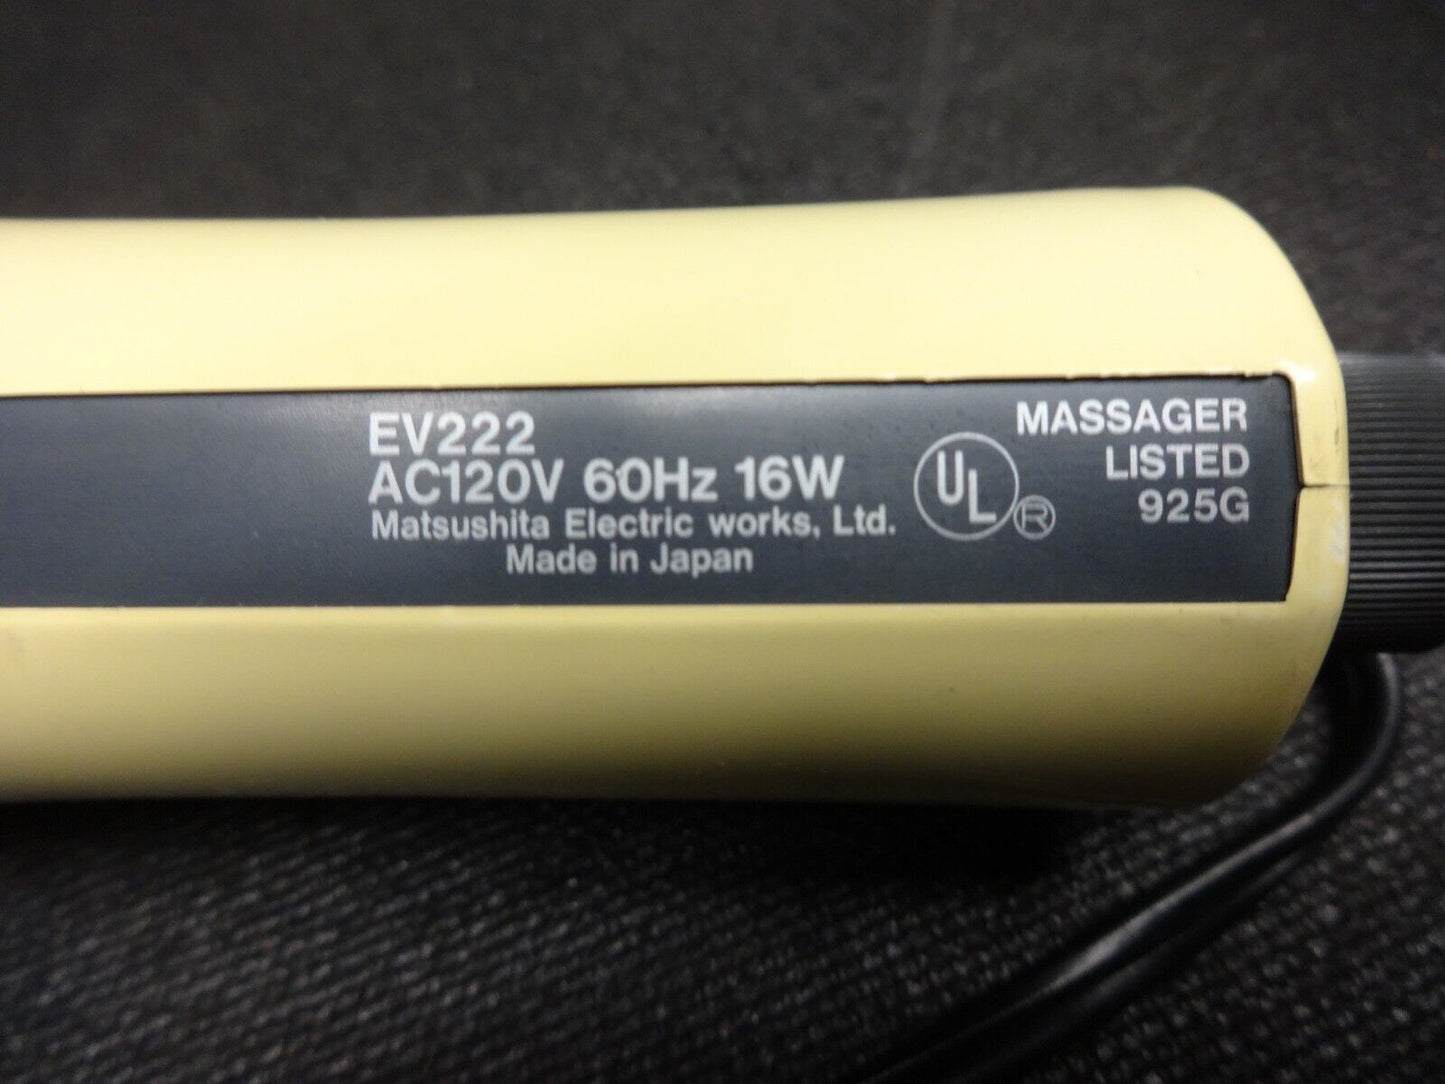 EV222
AC120V 60Hz 16W
Matsushita Electric works, Ltd.
Made in Japan
UL
®
MASSAGER
LISTED
925G